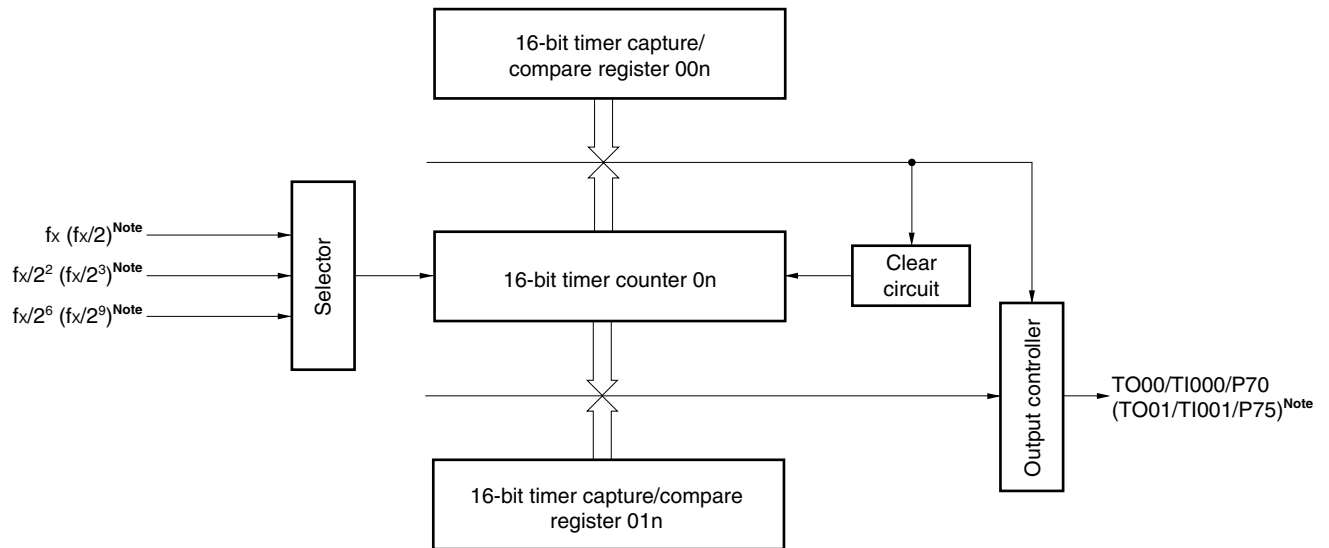 16-bit timer capture/
compare register 00n
fx (fx/2)Note
fx/2² (fx/2³)Note
fx/2⁶ (fx/2⁹)Note
Selector
16-bit timer counter 0n
Clear
circuit
Output controller
TO00/TI000/P70
(TO01/TI001/P75)Note
16-bit timer capture/compare
register 01n